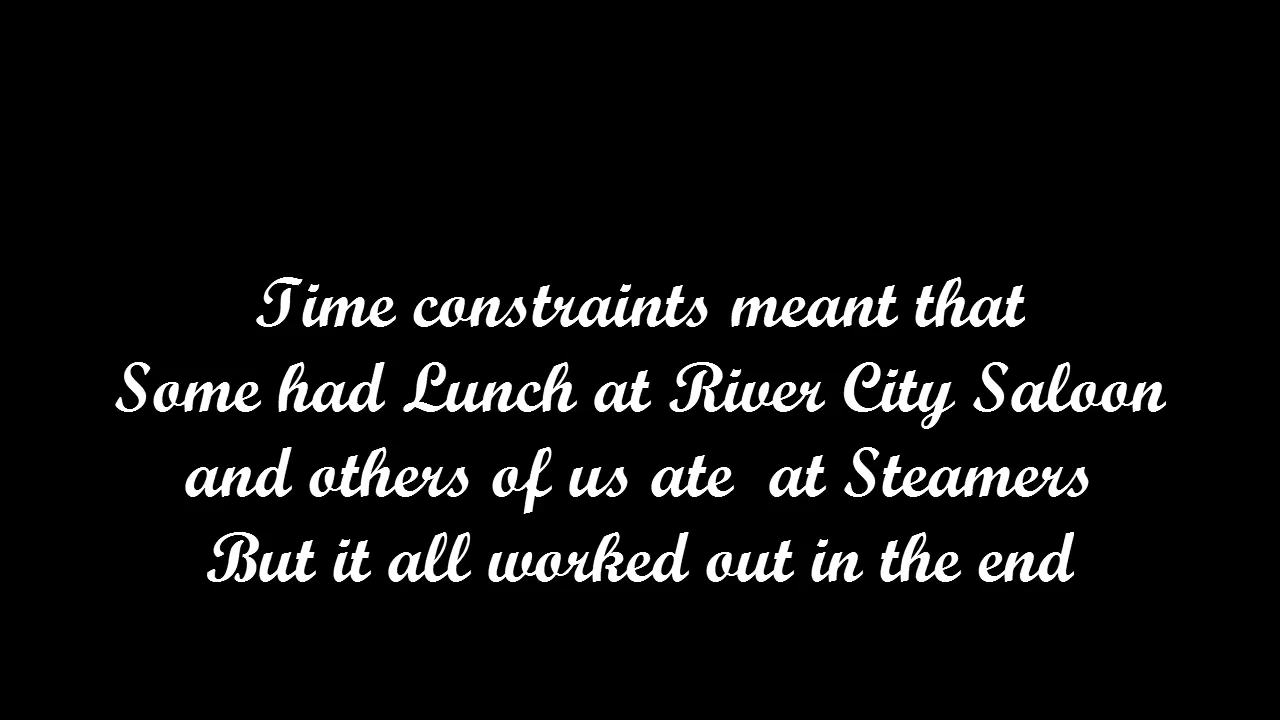 Time constraints meant that
Some had Lunch at River City Saloon
and others of us ate  at Steamers
But it all worked out in the end